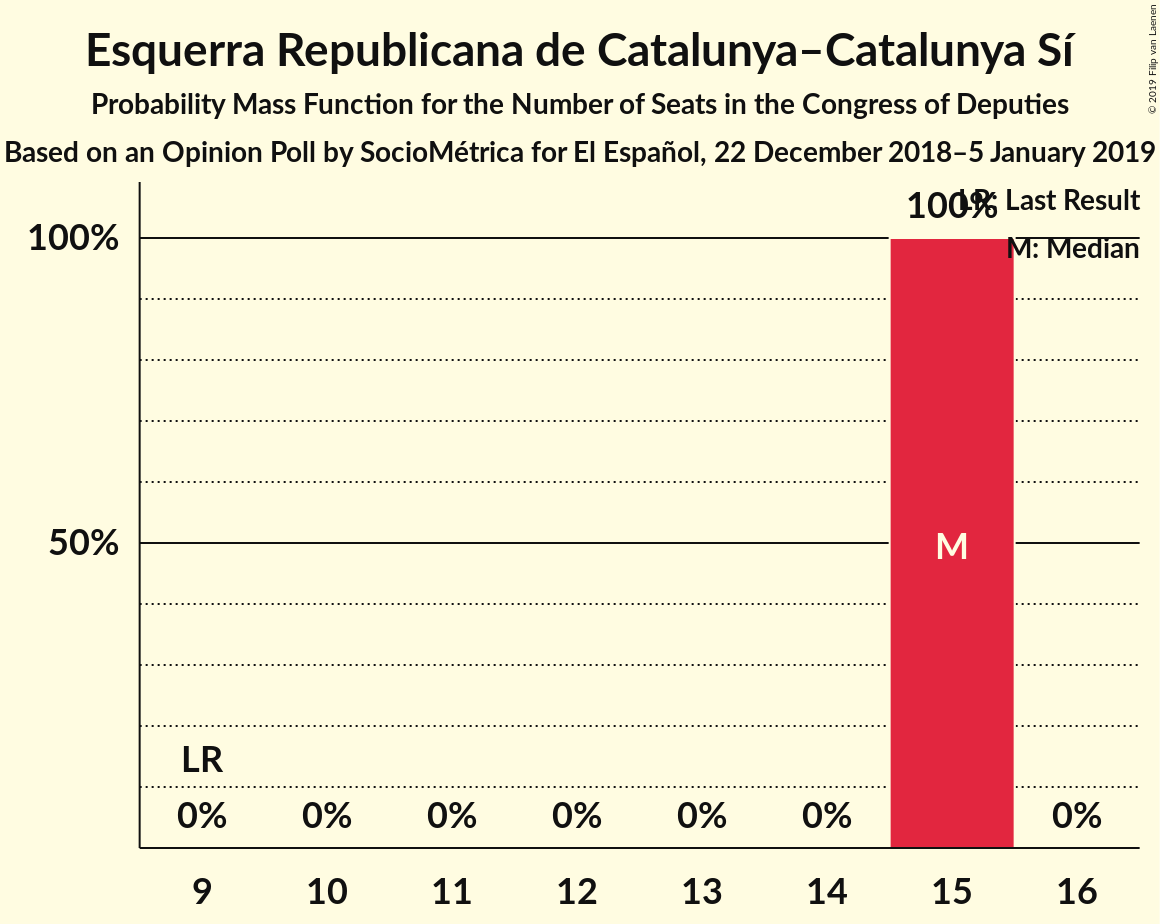 Esquerra Republicana de Catalunya–Catalunya Sí
Probability Mass Function for the Number of Seats in the Congress of Deputies
Based on an Opinion Poll by SocioMétrica for El Español, 22 December 2018–5 January 2019
© 2019 Filip van Laenen
100%
LR: Last Result
M: Median
100%
50%
M
LR
0% 0% 0% 0% 0% 0% 0%
9 10 11 12 13 14 15 16